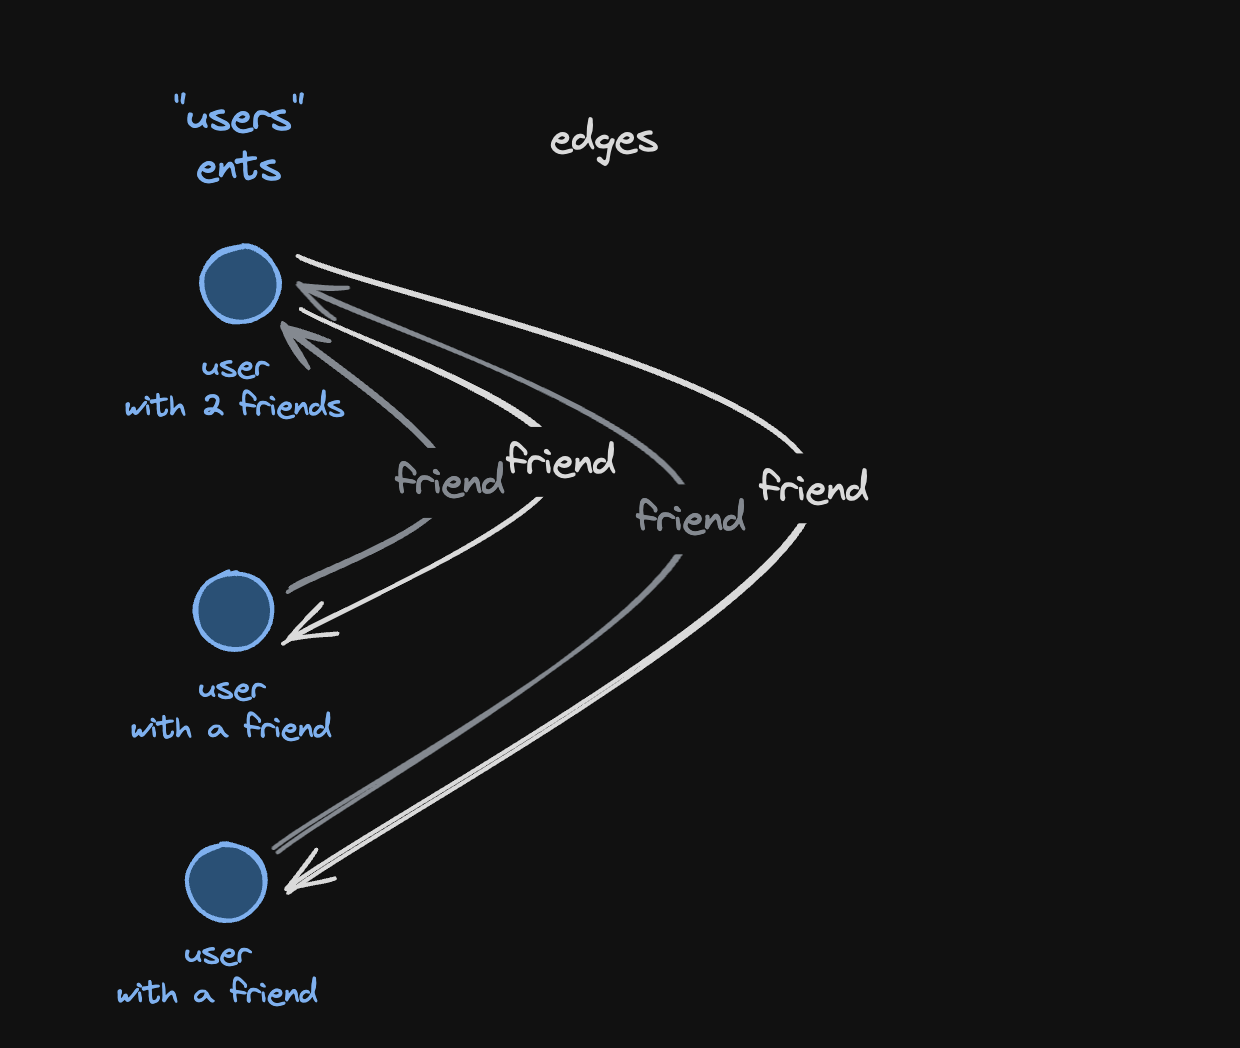 "users"
ents
edges
user
with 2 friends
friend
friend
friend
friend
user
with a friend
user
with a friend